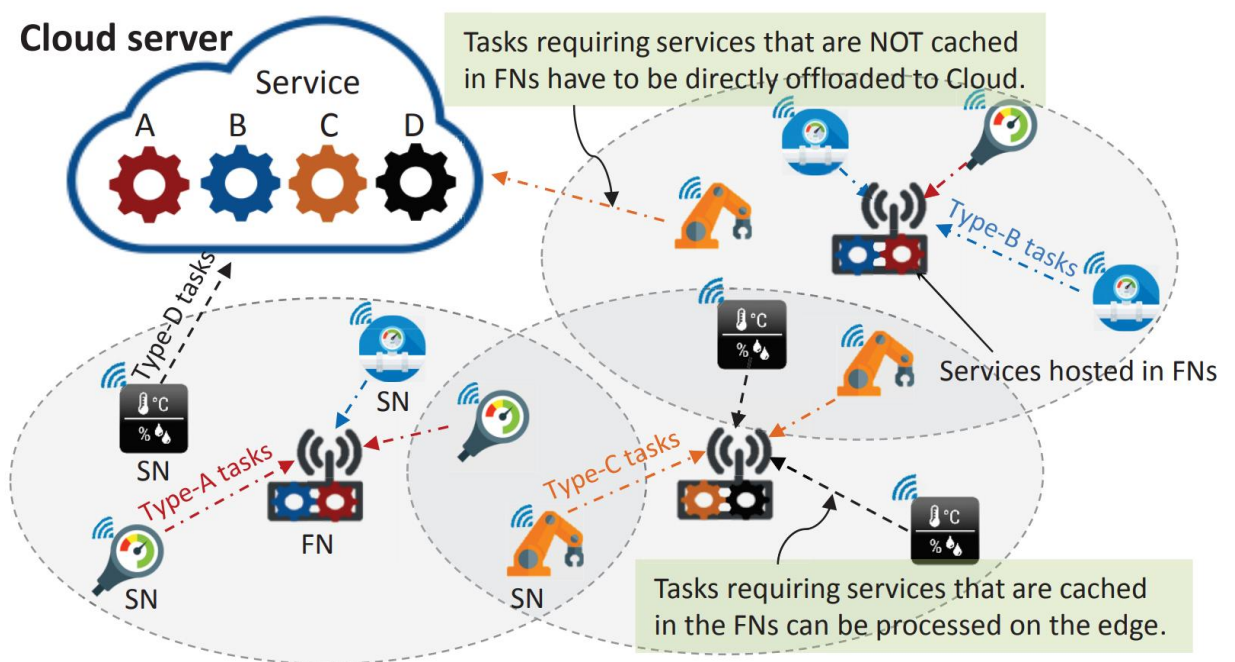 Cloud server
Service
A B C D
Tasks requiring services that are NOT cached
in FNs have to be directly offloaded to Cloud.
Type-B tasks
Services hosted in FNs
Type-D tasks
°C
%
SN
SN
Type-A tasks
SN
FN
°C
%
Type-C tasks
SN
°C
%
Tasks requiring services that are cached
in the FNs can be processed on the edge.